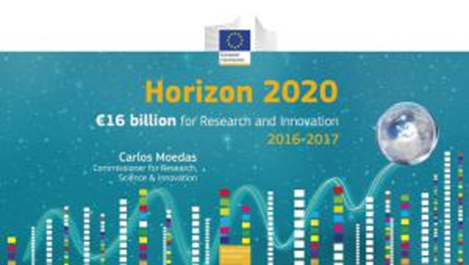 Horizon 2020
€16 billion for Research and Innovation
2016-2017
Carlos Moedas
Commissioner for Research,
Science & Innovation